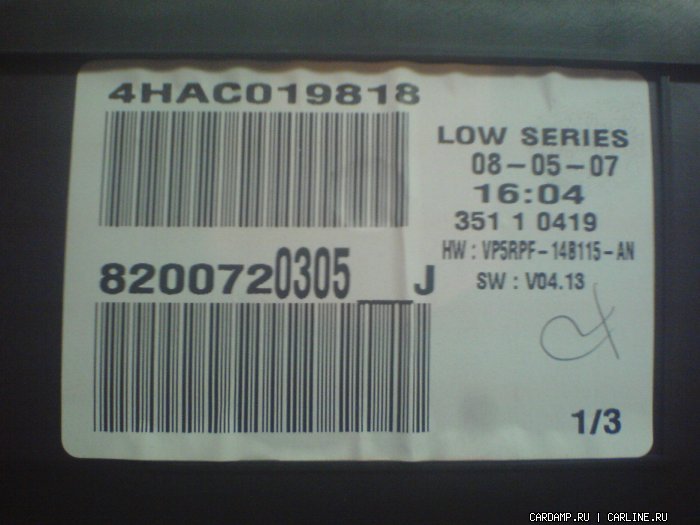 4HAC019818
LOW SERIES
08-05-07
16:04
351 1 0419
HW : VP5RPF-14B115-AN
SW : V04.13
8200720305___J
1/3
CARDAMP.RU | CARLINE.RU